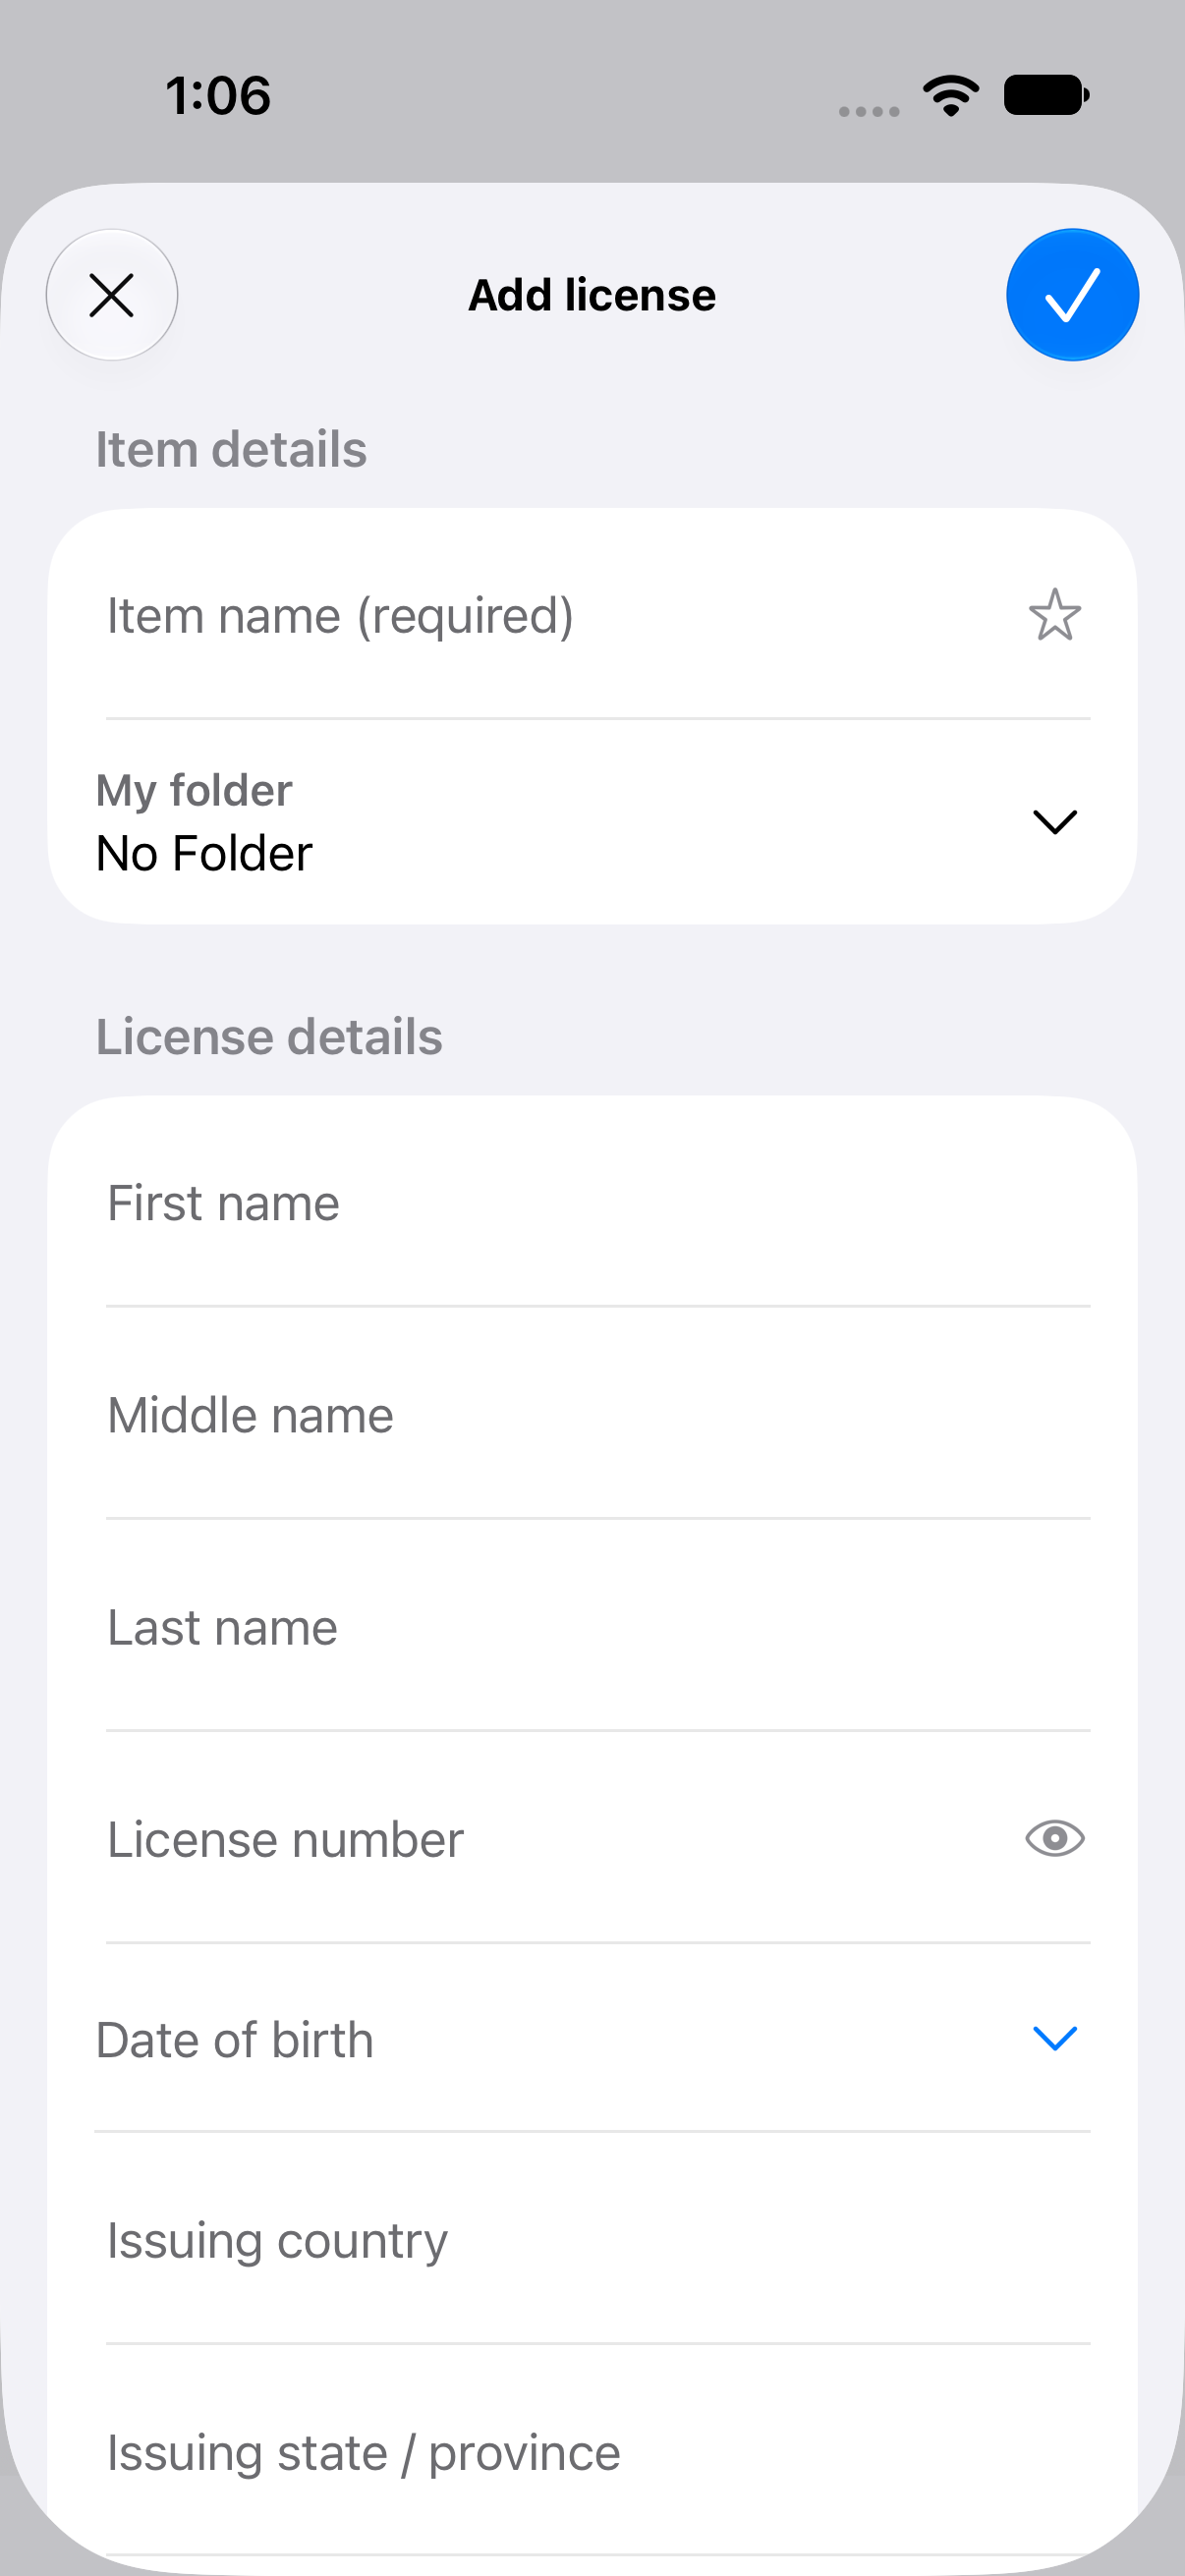 1:06
Add license
Item details
Item name (required)
My folder
No Folder
License details
First name
Middle name
Last name
License number
Date of birth
Issuing country
Issuing state / province